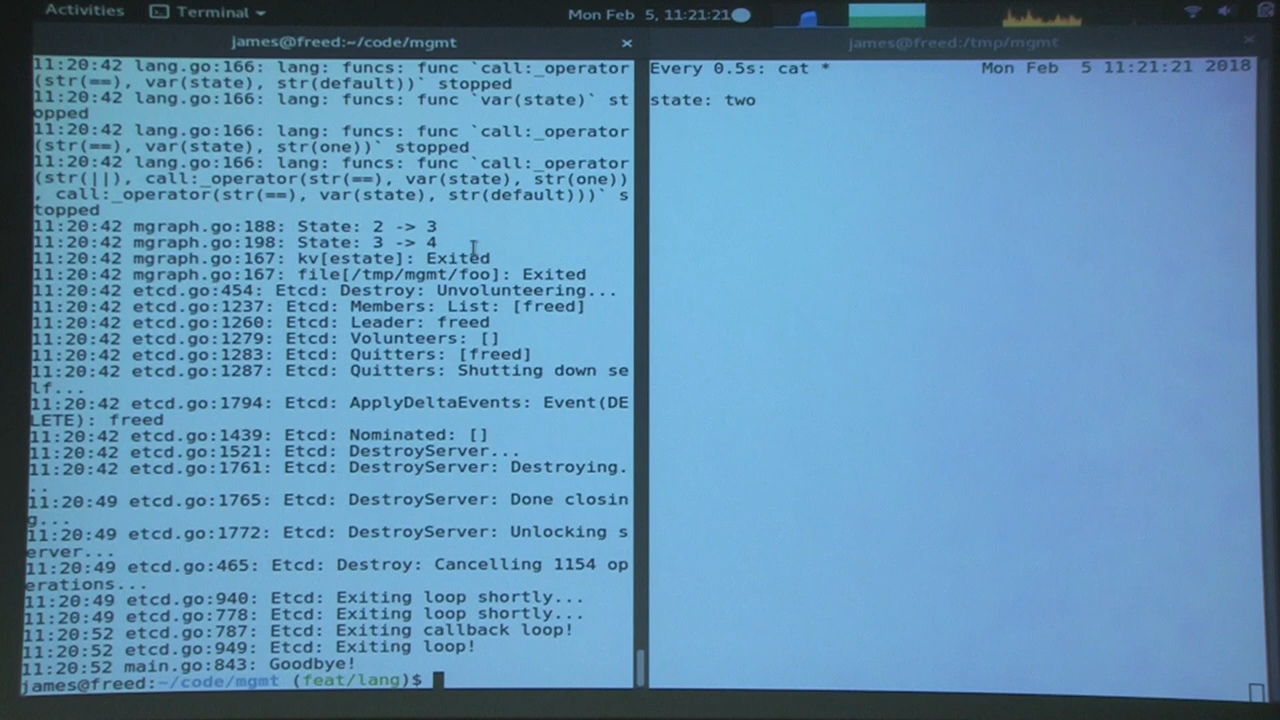 Activities Terminal Mon Feb 5, 11:21:21
james@freed:~/code/mgmt ×
11:20:42 lang.go:166: lang: funcs: func `call:_operator
(str(==), var(state), str(default))` stopped
11:20:42 lang.go:166: lang: funcs: func `var(state)` st
opped
11:20:42 lang.go:166: lang: funcs: func `call:_operator
(str(==), var(state), str(one))` stopped
11:20:42 lang.go:166: lang: funcs: func `call:_operator
(str(||), call:_operator(str(==), var(state), str(one))
, call:_operator(str(==), var(state), str(default)))` s
topped
11:20:42 mgraph.go:188: State: 2 -> 3
11:20:42 mgraph.go:198: State: 3 -> 4
11:20:42 mgraph.go:167: kv[estate]: Exited
11:20:42 mgraph.go:167: file[/tmp/mgmt/foo]: Exited
11:20:42 etcd.go:454: Etcd: Destroy: Unvolunteering...
11:20:42 etcd.go:1237: Etcd: Members: List: [freed]
11:20:42 etcd.go:1260: Etcd: Leader: freed
11:20:42 etcd.go:1279: Etcd: Volunteers: []
11:20:42 etcd.go:1283: Etcd: Quitters: [freed]
11:20:42 etcd.go:1287: Etcd: Quitters: Shutting down se
lf...
11:20:42 etcd.go:1794: Etcd: ApplyDeltaEvents: Event(DE
LETE): freed
11:20:42 etcd.go:1439: Etcd: Nominated: []
11:20:42 etcd.go:1521: Etcd: DestroyServer...
11:20:42 etcd.go:1761: Etcd: DestroyServer: Destroying.
..
11:20:49 etcd.go:1765: Etcd: DestroyServer: Done closin
g...
11:20:49 etcd.go:1772: Etcd: DestroyServer: Unlocking s
erver...
11:20:49 etcd.go:465: Etcd: Destroy: Cancelling 1154 op
erations...
11:20:49 etcd.go:940: Etcd: Exiting loop shortly...
11:20:49 etcd.go:778: Etcd: Exiting loop shortly...
11:20:52 etcd.go:787: Etcd: Exiting callback loop!
11:20:52 etcd.go:949: Etcd: Exiting loop!
11:20:52 main.go:843: Goodbye!
james@freed:~/code/mgmt (feat/lang)$
james@freed:/tmp/mgmt ×
Every 0.5s: cat * Mon Feb 5 11:21:21 2018
state: two